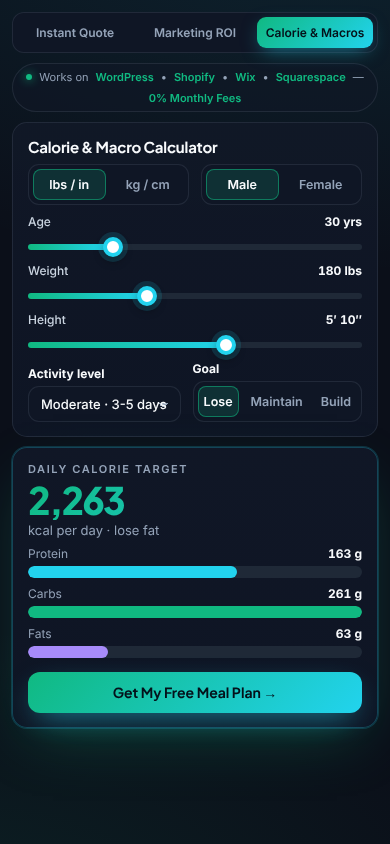 Instant Quote Marketing ROI Calorie & Macros
Works on WordPress • Shopify • Wix • Squarespace —
0% Monthly Fees
Calorie & Macro Calculator
lbs / in kg / cm Male Female
Age 30 yrs
Weight 180 lbs
Height 5′ 10″
Activity level Goal
Moderate · 3-5 days Lose Maintain Build
DAILY CALORIE TARGET
2,263
kcal per day · lose fat
Protein 163 g
Carbs 261 g
Fats 63 g
Get My Free Meal Plan →